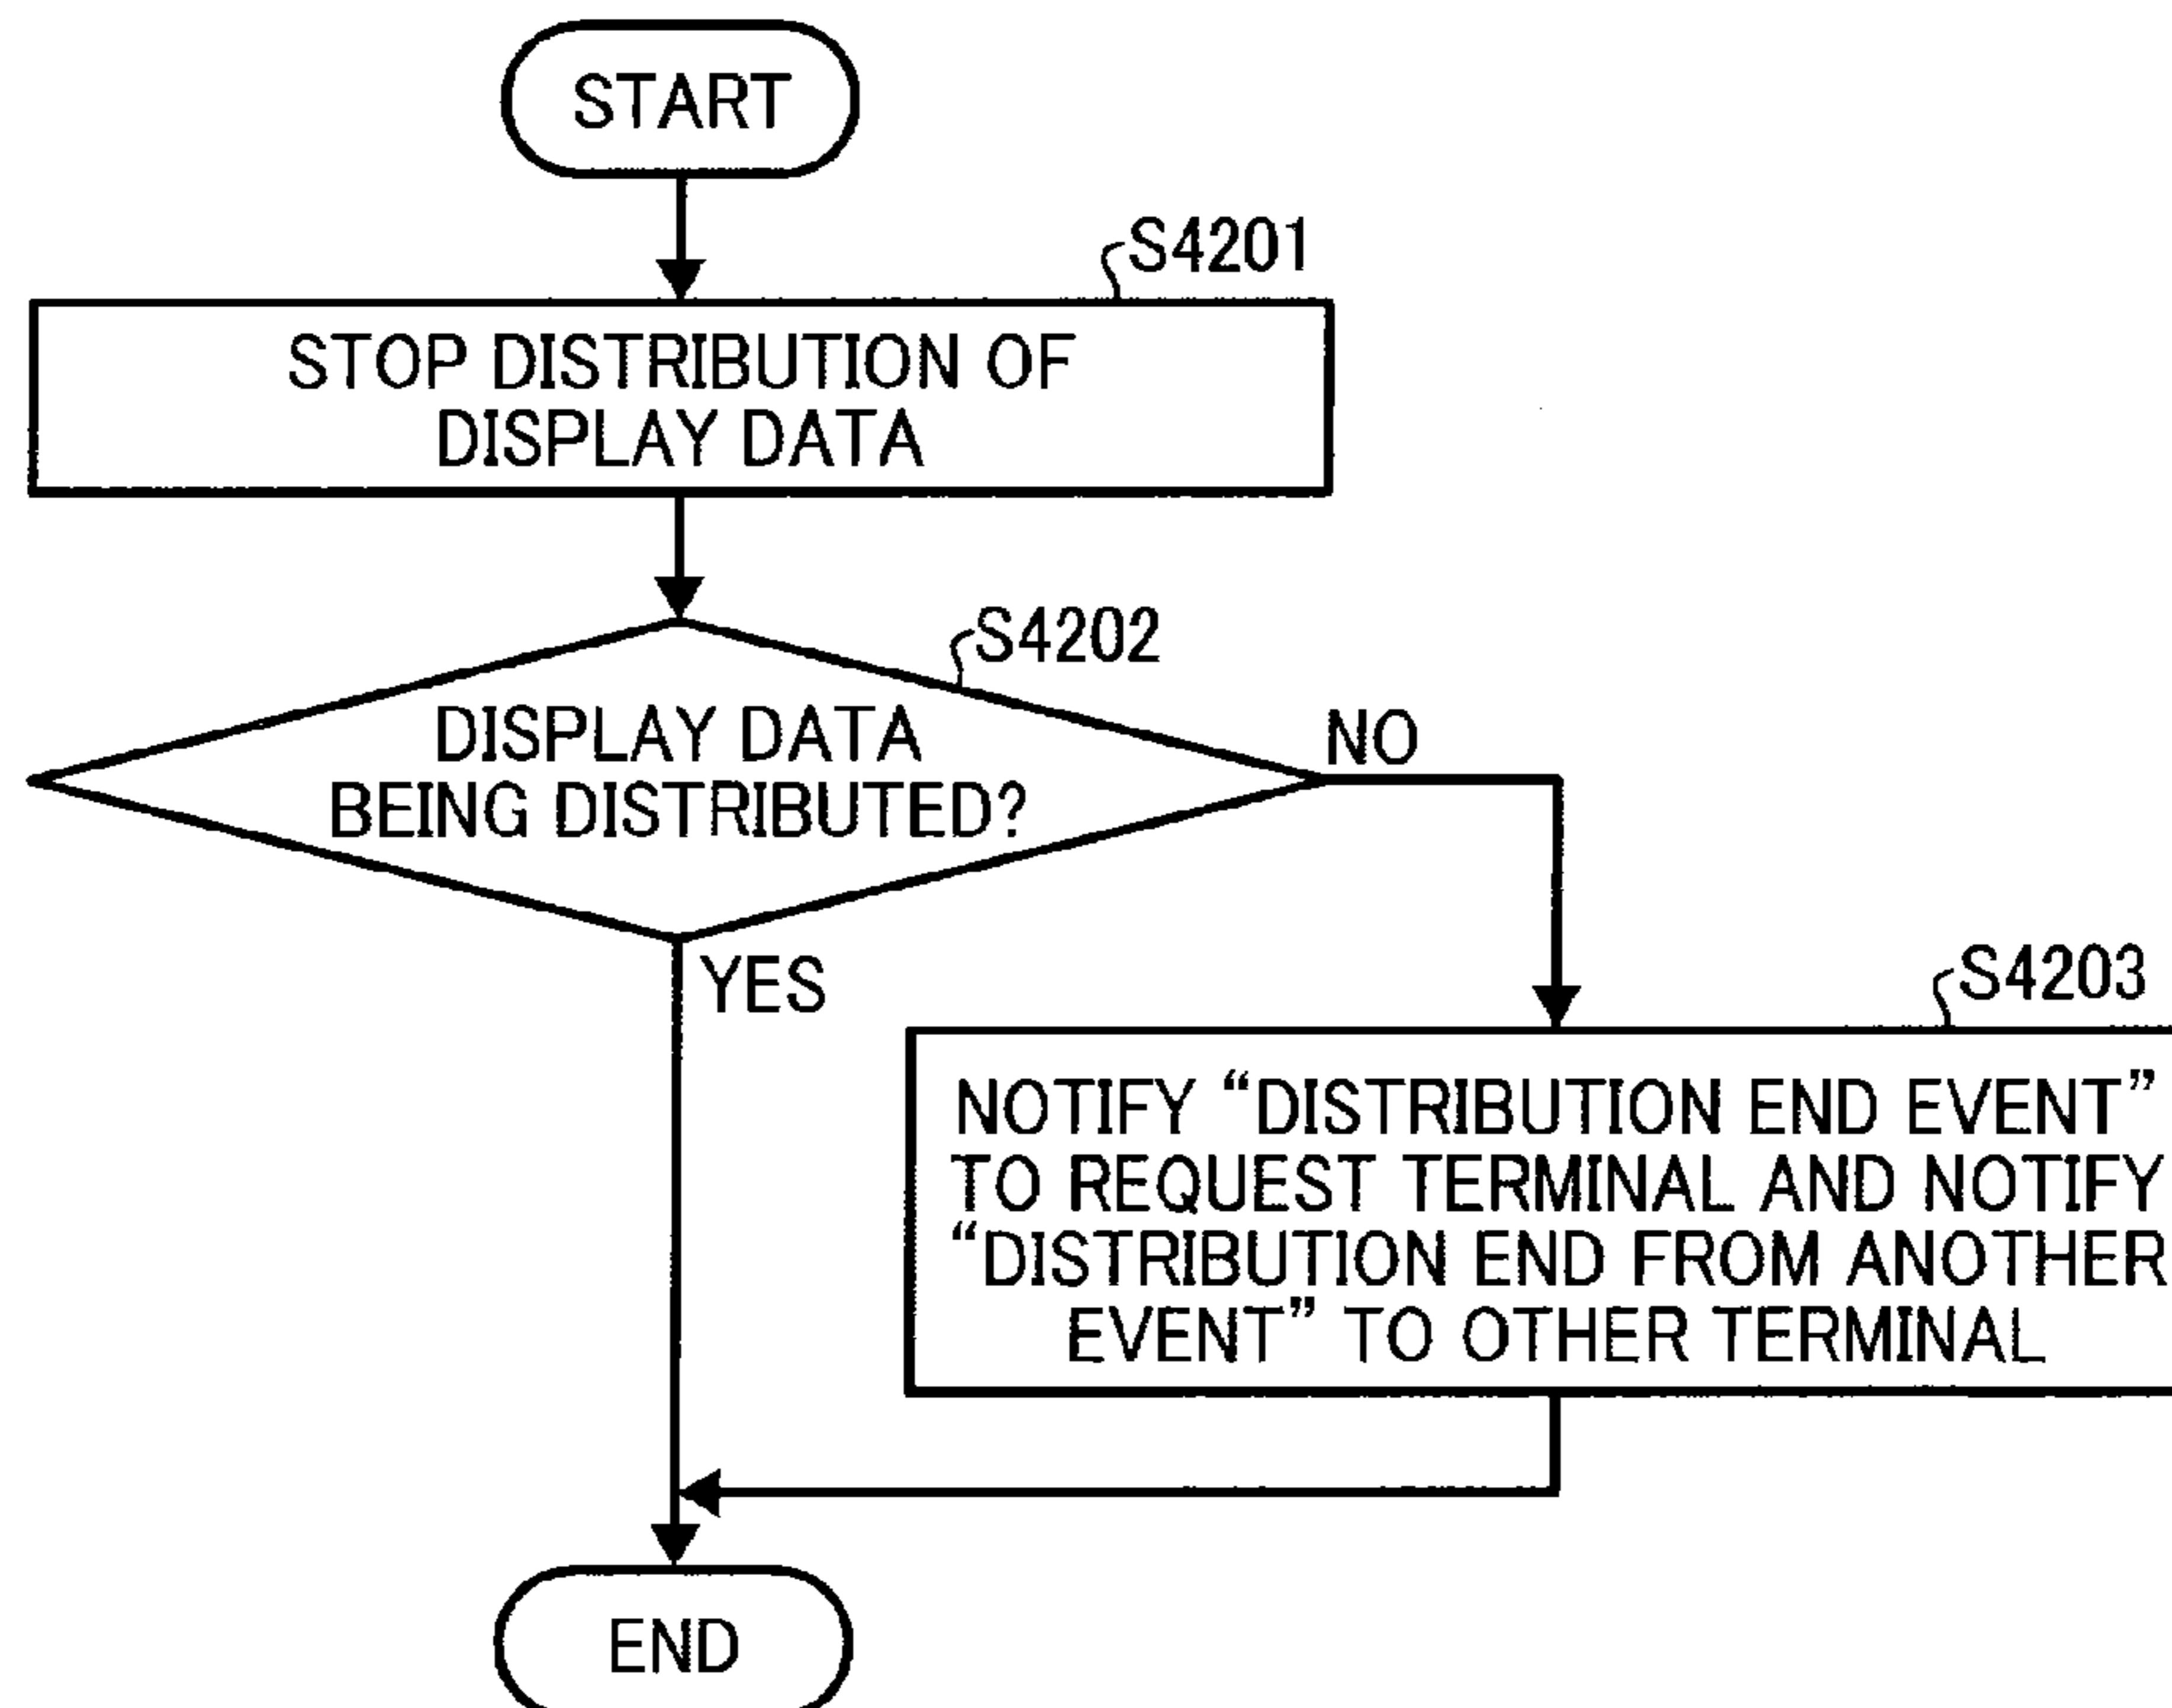 START
S4201
STOP DISTRIBUTION OF
DISPLAY DATA
S4202
DISPLAY DATA
BEING DISTRIBUTED?
NO
YES
S4203
NOTIFY “DISTRIBUTION END EVENT”
TO REQUEST TERMINAL AND NOTIFY
“DISTRIBUTION END FROM ANOTHER
EVENT” TO OTHER TERMINAL
END